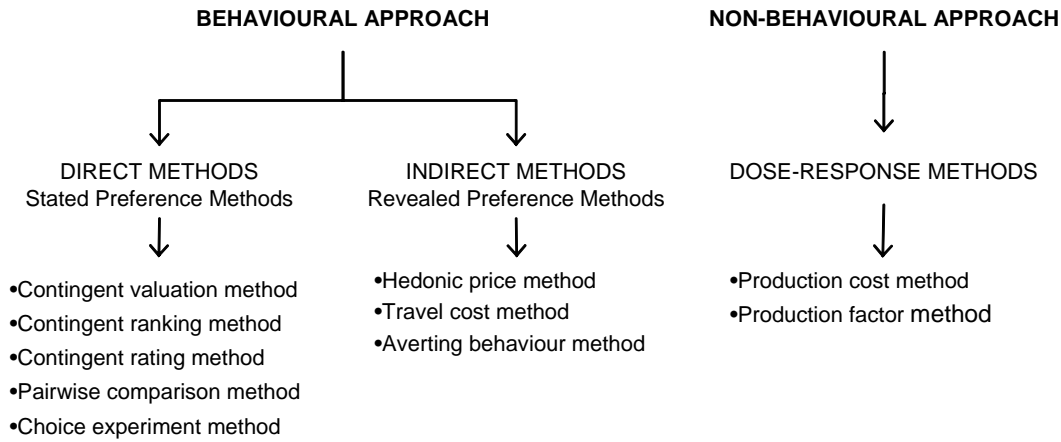 BEHAVIOURAL APPROACH
NON-BEHAVIOURAL APPROACH
DIRECT METHODS
Stated Preference Methods
INDIRECT METHODS
Revealed Preference Methods
DOSE-RESPONSE METHODS
•Contingent valuation method
•Contingent ranking method
•Contingent rating method
•Pairwise comparison method
•Choice experiment method
•Hedonic price method
•Travel cost method
•Averting behaviour method
•Production cost method
•Production factor method